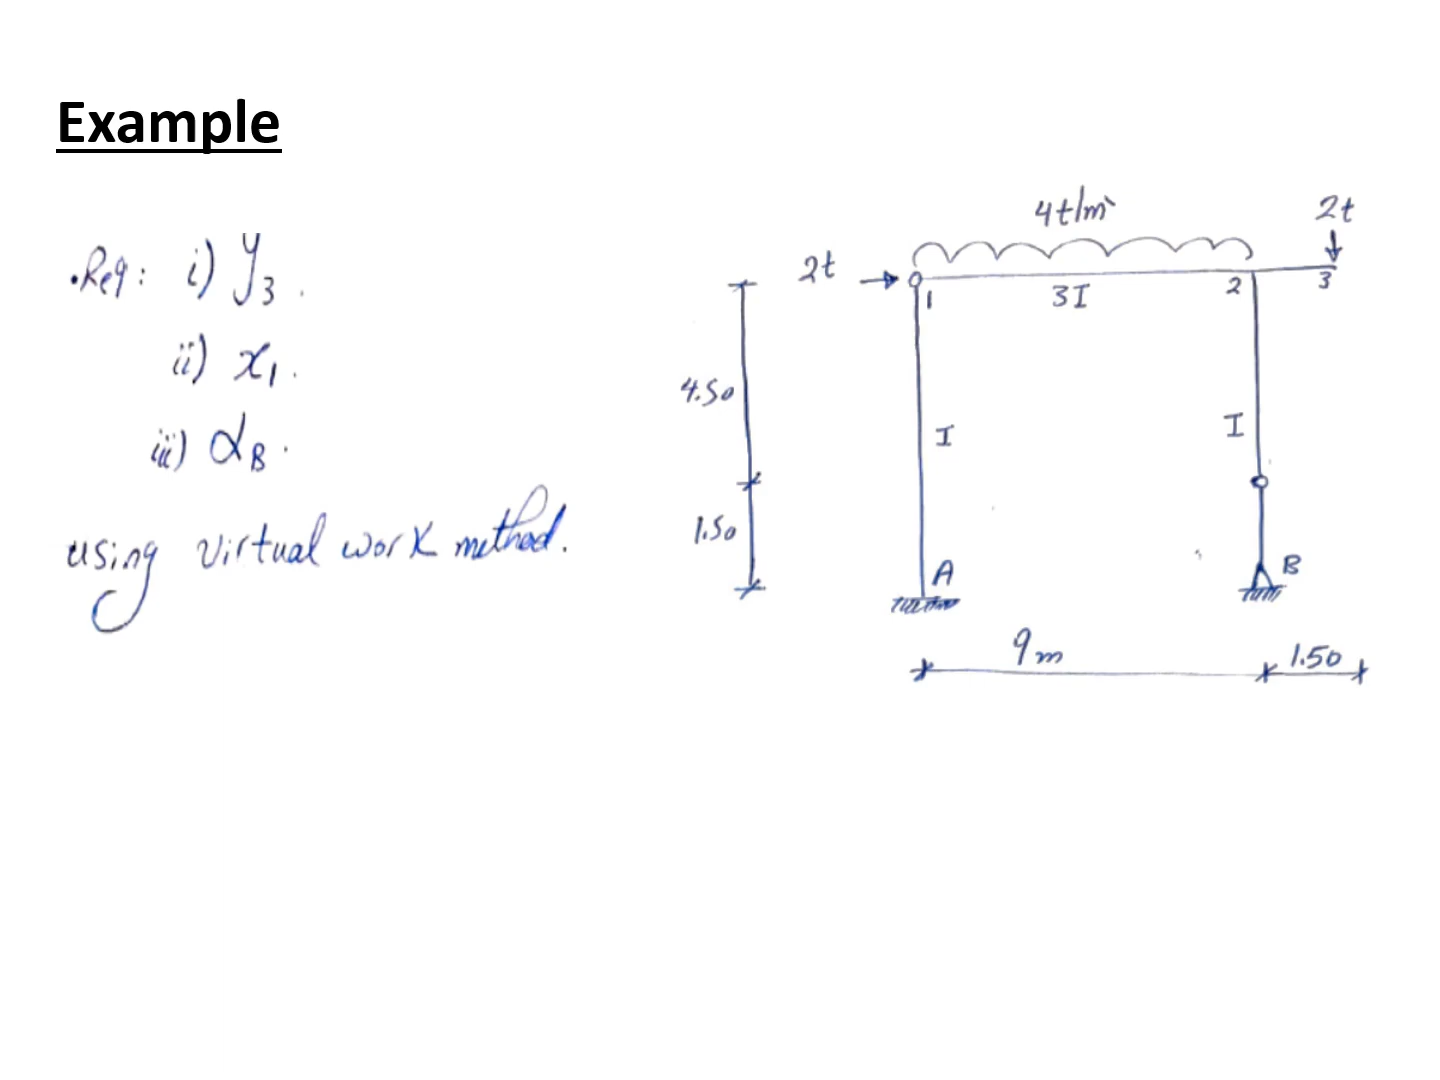 Example
.Req: i) y3.
ii) x1.
iii) αB.
using virtual work method.
4t/m`
2t
2t
1
3I
2
3
4.50
I
I
1.50
A
B
9m
1.50